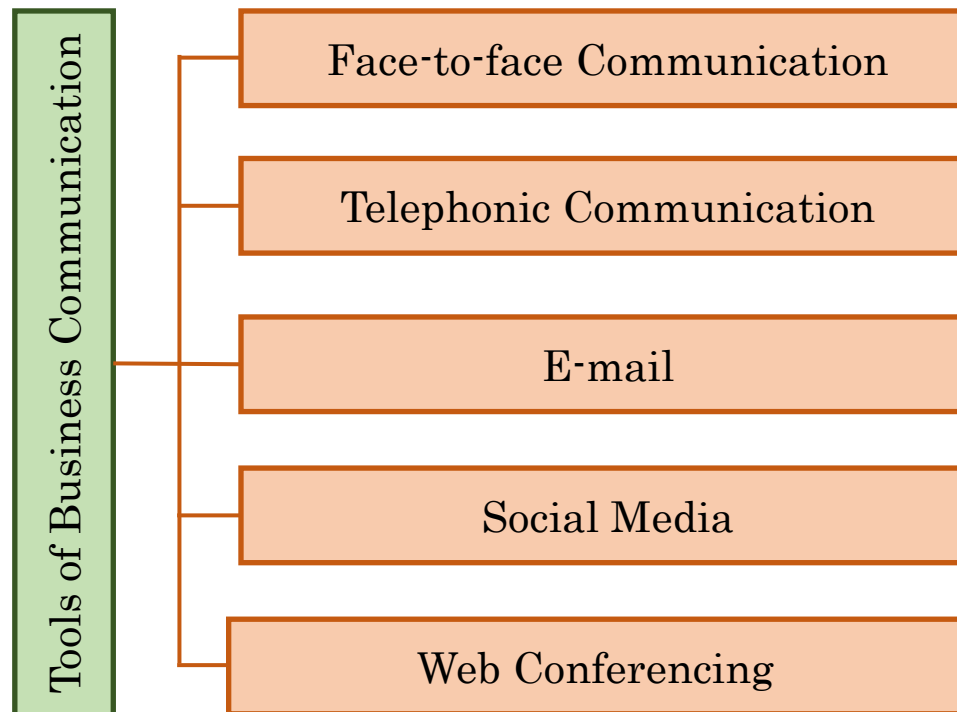 Tools of Business Communication
Face-to-face Communication
Telephonic Communication
E-mail
Social Media
Web Conferencing